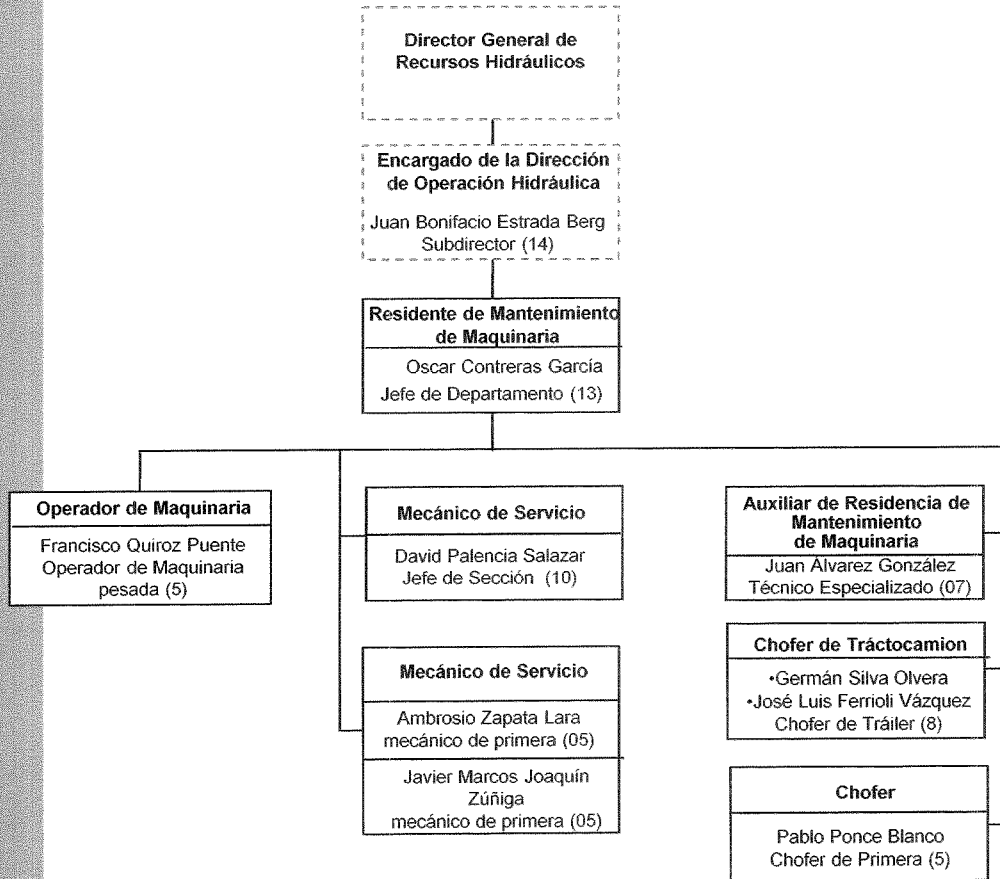 Director General de
Recursos Hidráulicos
Encargado de la Dirección
de Operación Hidráulica
Juan Bonifacio Estrada Berg
Subdirector (14)
Residente de Mantenimiento
de Maquinaria
Oscar Contreras García
Jefe de Departamento (13)
Operador de Maquinaria
Francisco Quiroz Puente
Operador de Maquinaria
pesada (5)
Mecánico de Servicio
David Palencia Salazar
Jefe de Sección (10)
Mecánico de Servicio
Ambrosio Zapata Lara
mecánico de primera (05)
Javier Marcos Joaquín
Zúñiga
mecánico de primera (05)
Auxiliar de Residencia de
Mantenimiento
de Maquinaria
Juan Álvarez González
Técnico Especializado (07)
Chofer de Tráctocamion
•Germán Silva Olvera
•José Luis Ferrioli Vázquez
Chofer de Tráiler (8)
Chofer
Pablo Ponce Blanco
Chofer de Primera (5)